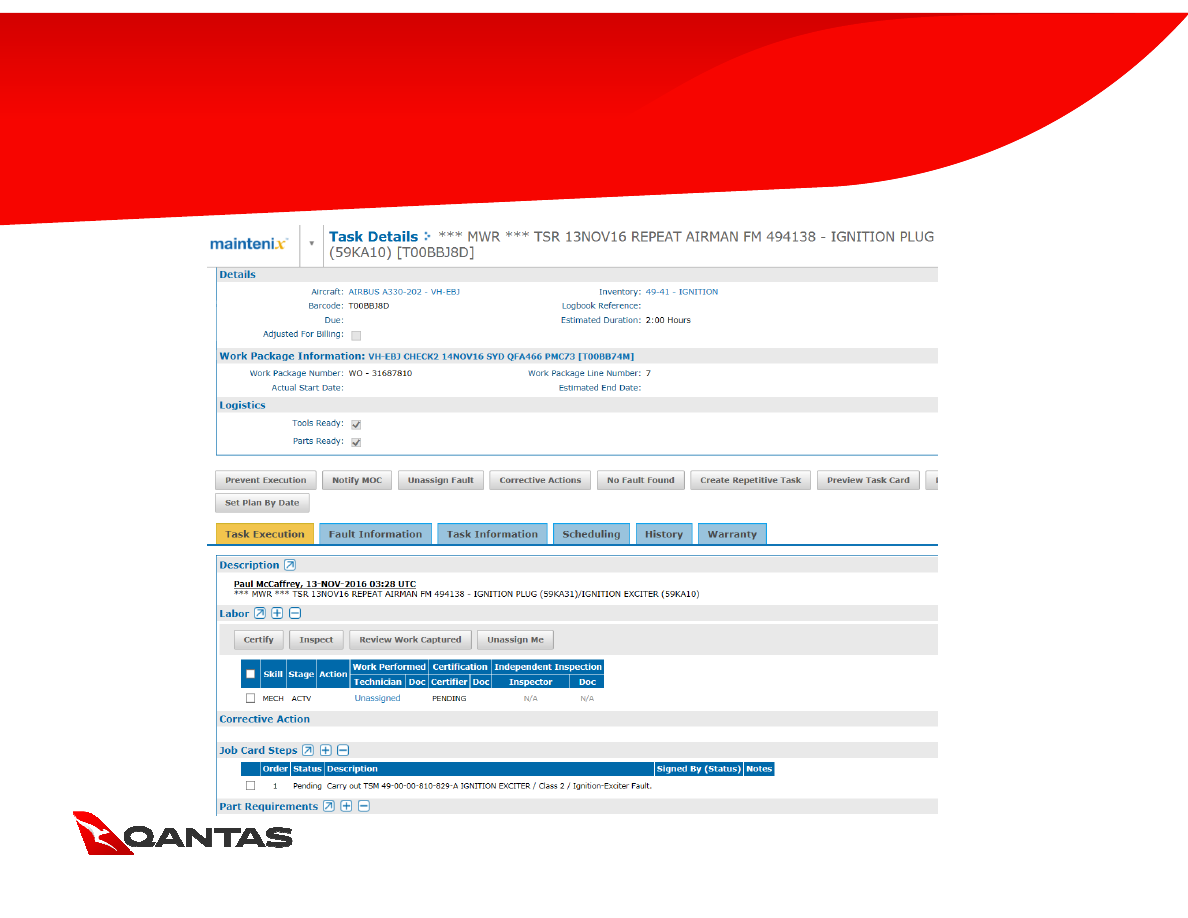 maintenix
Task Details *** MWR *** TSR 13NOV16 REPEAT AIRMAN FM 494138 - IGNITION PLUG
(59KA10) [T00BBJ8D]
Details
Aircraft: AIRBUS A330-202 - VH-EBJ Inventory: 49-41 - IGNITION
Barcode: T00BBJ8D Logbook Reference:
Due: Estimated Duration: 2:00 Hours
Adjusted For Billing:
Work Package Information: VH-EBJ CHECK2 14NOV16 SYD QFA466 PMC73 [T00BB74M]
Work Package Number: WO - 31687810 Work Package Line Number: 7
Actual Start Date: Estimated End Date:
Logistics
Tools Ready:
Parts Ready:
Prevent Execution Notify MOC Unassign Fault Corrective Actions No Fault Found Create Repetitive Task Preview Task Card
Set Plan By Date
Task Execution Fault Information Task Information Scheduling History Warranty
Description
Paul McCaffrey, 13-NOV-2016 03:28 UTC
*** MWR *** TSR 13NOV16 REPEAT AIRMAN FM 494138 - IGNITION PLUG (59KA31)/IGNITION EXCITER (59KA10)
Labor
Certify Inspect Review Work Captured Unassign Me
Work Performed Certification Independent Inspection
Skill Stage Action
Technician Doc Certifier Doc Inspector Doc
MECH ACTV Unassigned PENDING N/A N/A
Corrective Action
Job Card Steps
Order Status Description Signed By (Status) Notes
1 Pending Carry out TSM 49-00-00-810-829-A IGNITION EXCITER / Class 2 / Ignition-Exciter Fault.
Part Requirements
QANTAS